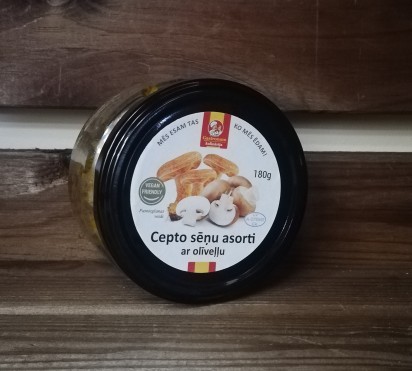 MĒS ESAM TAS
KO MĒS ĒDAM!
180g
VEGAN
FRIENDLY
Cepto sēņu asorti
ar olīveļļu